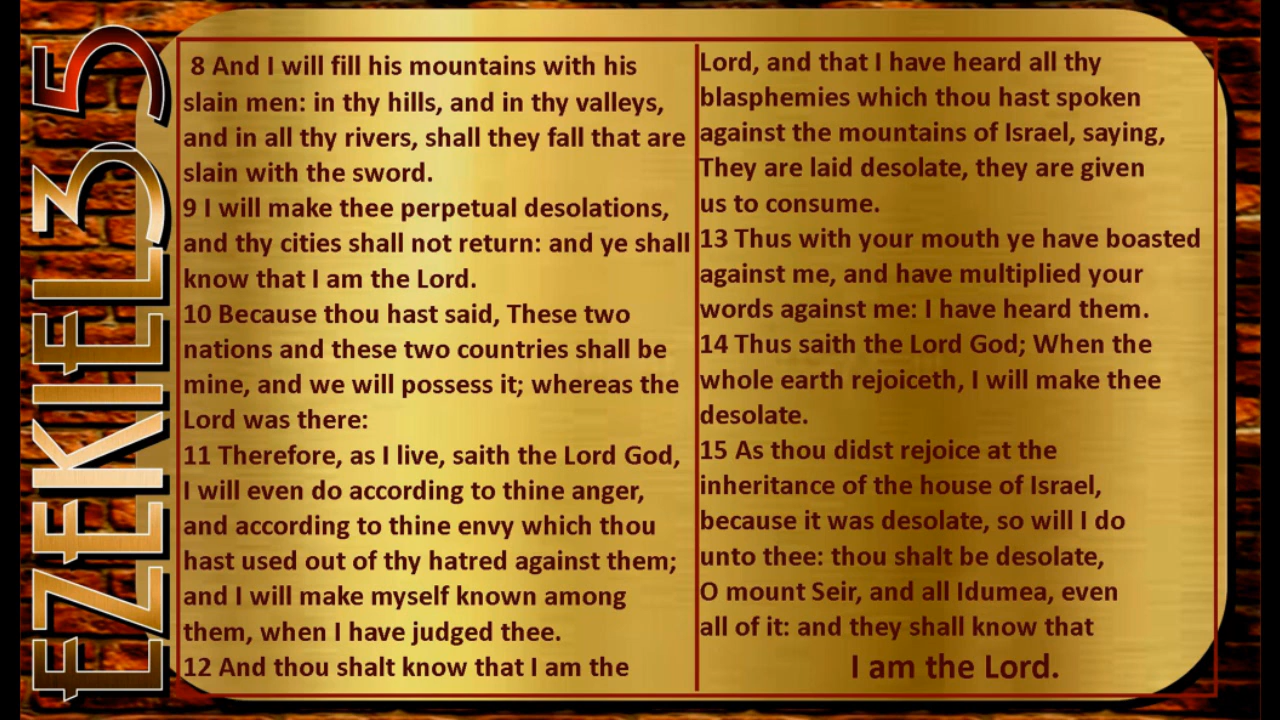 EZEKIEL 35
8 And I will fill his mountains with his
slain men: in thy hills, and in thy valleys,
and in all thy rivers, shall they fall that are
slain with the sword.
9 I will make thee perpetual desolations,
and thy cities shall not return: and ye shall
know that I am the Lord.
10 Because thou hast said, These two
nations and these two countries shall be
mine, and we will possess it; whereas the
Lord was there:
11 Therefore, as I live, saith the Lord God,
I will even do according to thine anger,
and according to thine envy which thou
hast used out of thy hatred against them;
and I will make myself known among
them, when I have judged thee.
12 And thou shalt know that I am the
Lord, and that I have heard all thy
blasphemies which thou hast spoken
against the mountains of Israel, saying,
They are laid desolate, they are given
us to consume.
13 Thus with your mouth ye have boasted
against me, and have multiplied your
words against me: I have heard them.
14 Thus saith the Lord God; When the
whole earth rejoiceth, I will make thee
desolate.
15 As thou didst rejoice at the
inheritance of the house of Israel,
because it was desolate, so will I do
unto thee: thou shalt be desolate,
O mount Seir, and all Idumea, even
all of it: and they shall know that
I am the Lord.